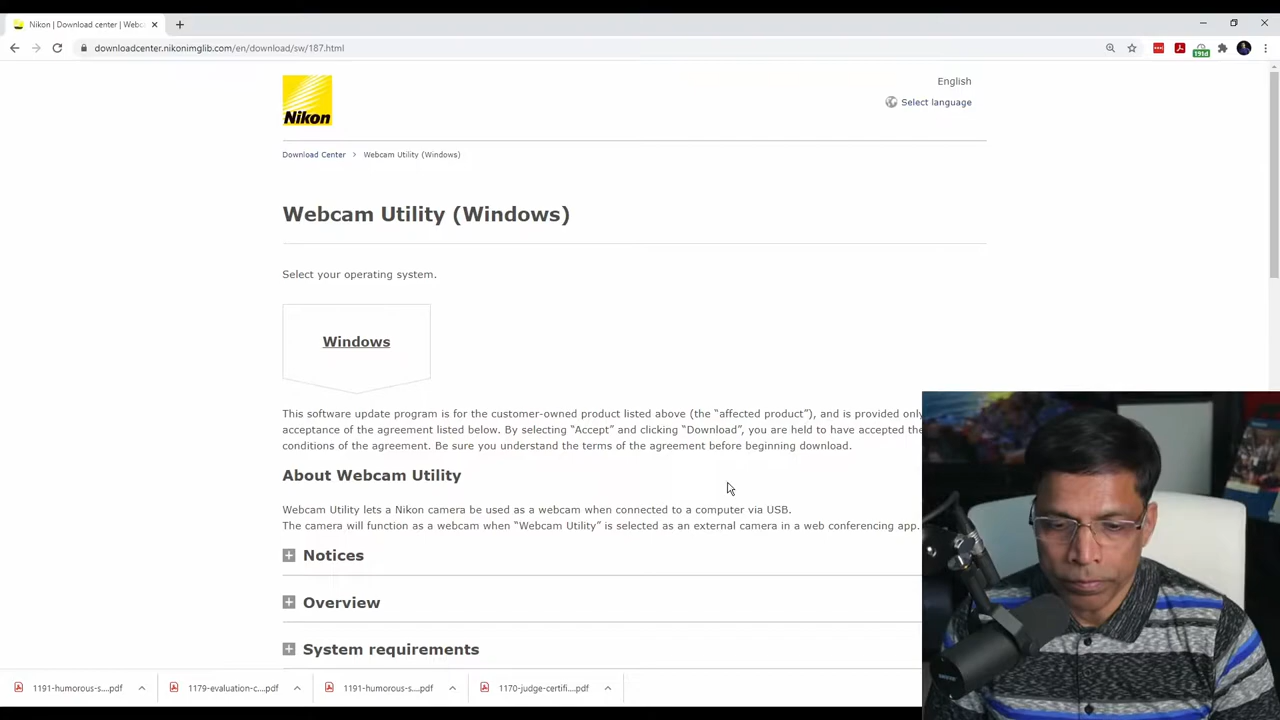 Nikon | Download center | Webc
downloadcenter.nikonimglib.com/en/download/sw/187.html
191d
Nikon
English
Select language
Download Center > Webcam Utility (Windows)
Webcam Utility (Windows)
Select your operating system.
Windows
This software update program is for the customer-owned product listed above (the “affected product”), and is provided only
acceptance of the agreement listed below. By selecting “Accept” and clicking “Download”, you are held to have accepted the
conditions of the agreement. Be sure you understand the terms of the agreement before beginning download.
About Webcam Utility
Webcam Utility lets a Nikon camera be used as a webcam when connected to a computer via USB.
The camera will function as a webcam when “Webcam Utility” is selected as an external camera in a web conferencing app.
Notices
Overview
System requirements
1191-humorous-s....pdf
1179-evaluation-c....pdf
1191-humorous-s....pdf
1170-judge-certifi....pdf